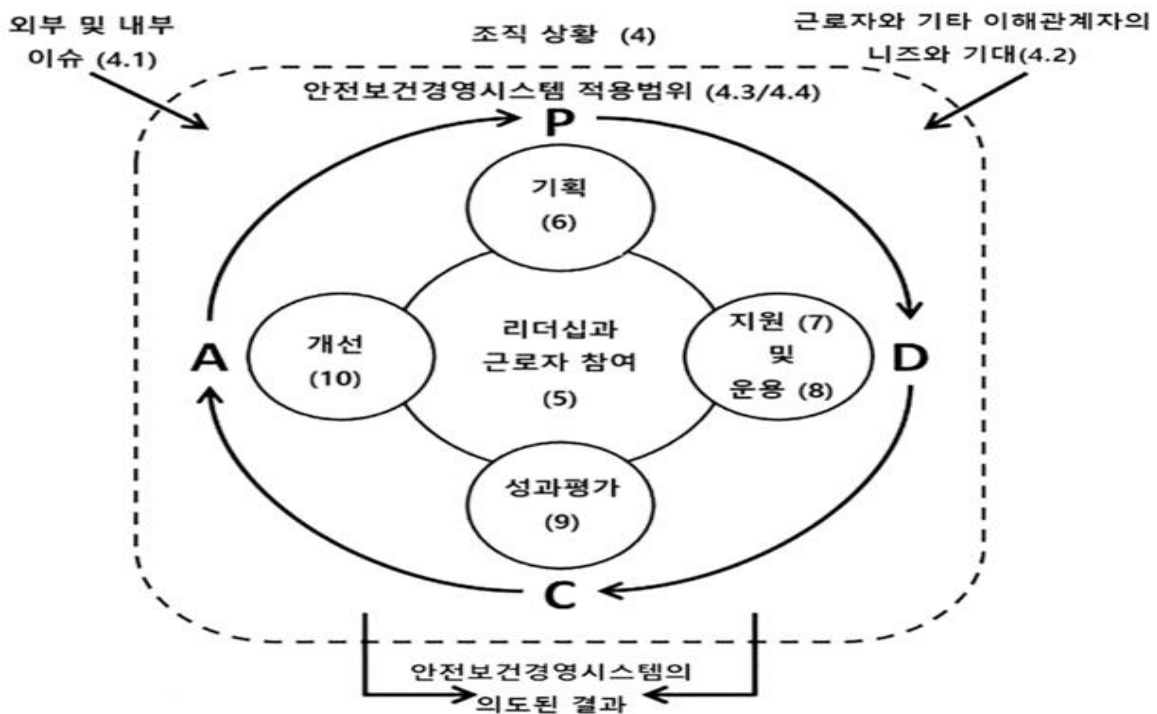 외부 및 내부
이슈 (4.1)
조직 상황 (4)
근로자와 기타 이해관계자의
니즈와 기대(4.2)
안전보건경영시스템 적용범위 (4.3/4.4)
P
기획
(6)
A
개선
(10)
리더십과
근로자 참여
(5)
지원 (7)
및
운용 (8)
D
성과평가
(9)
C
안전보건경영시스템의
의도된 결과